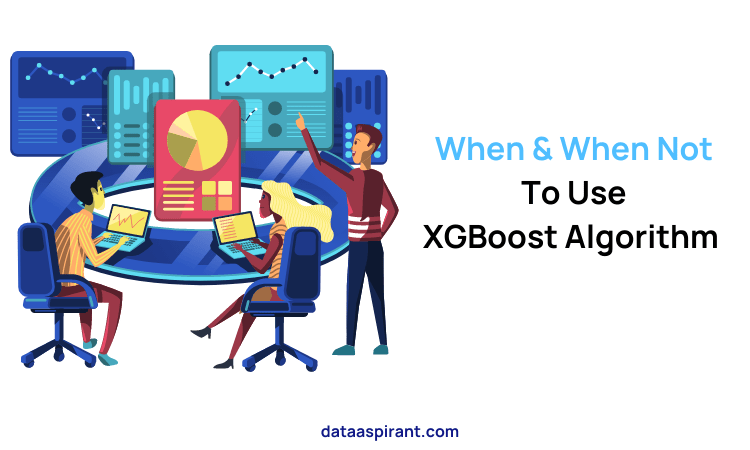 When & When Not
To Use
XGBoost Algorithm
dataaspirant.com